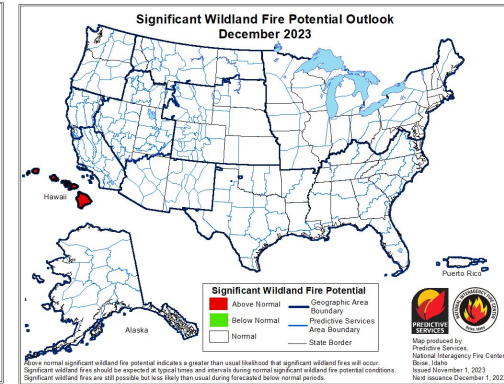 Significant Wildland Fire Potential Outlook
December 2023
Hawaii
Alaska
Puerto Rico
Significant Wildland Fire Potential
Above Normal
Below Normal
Normal
Geographic Area
Boundary
Predictive Services
Area Boundary
State Border
PREDICTIVE
SERVICES
NATIONAL INTERAGENCY FIRE CENTER
Map produced by
Predictive Services,
National Interagency Fire Cente
Boise, Idaho
Issued November 1, 2023
Next issuance December 1, 202
Above normal significant wildland fire potential indicates a greater than usual likelihood that significant wildland fires will occur.
Significant wildland fires should be expected at typical times and intervals during normal significant wildland fire potential conditions.
Significant wildland fires are still possible but less likely than usual during forecasted below normal periods.